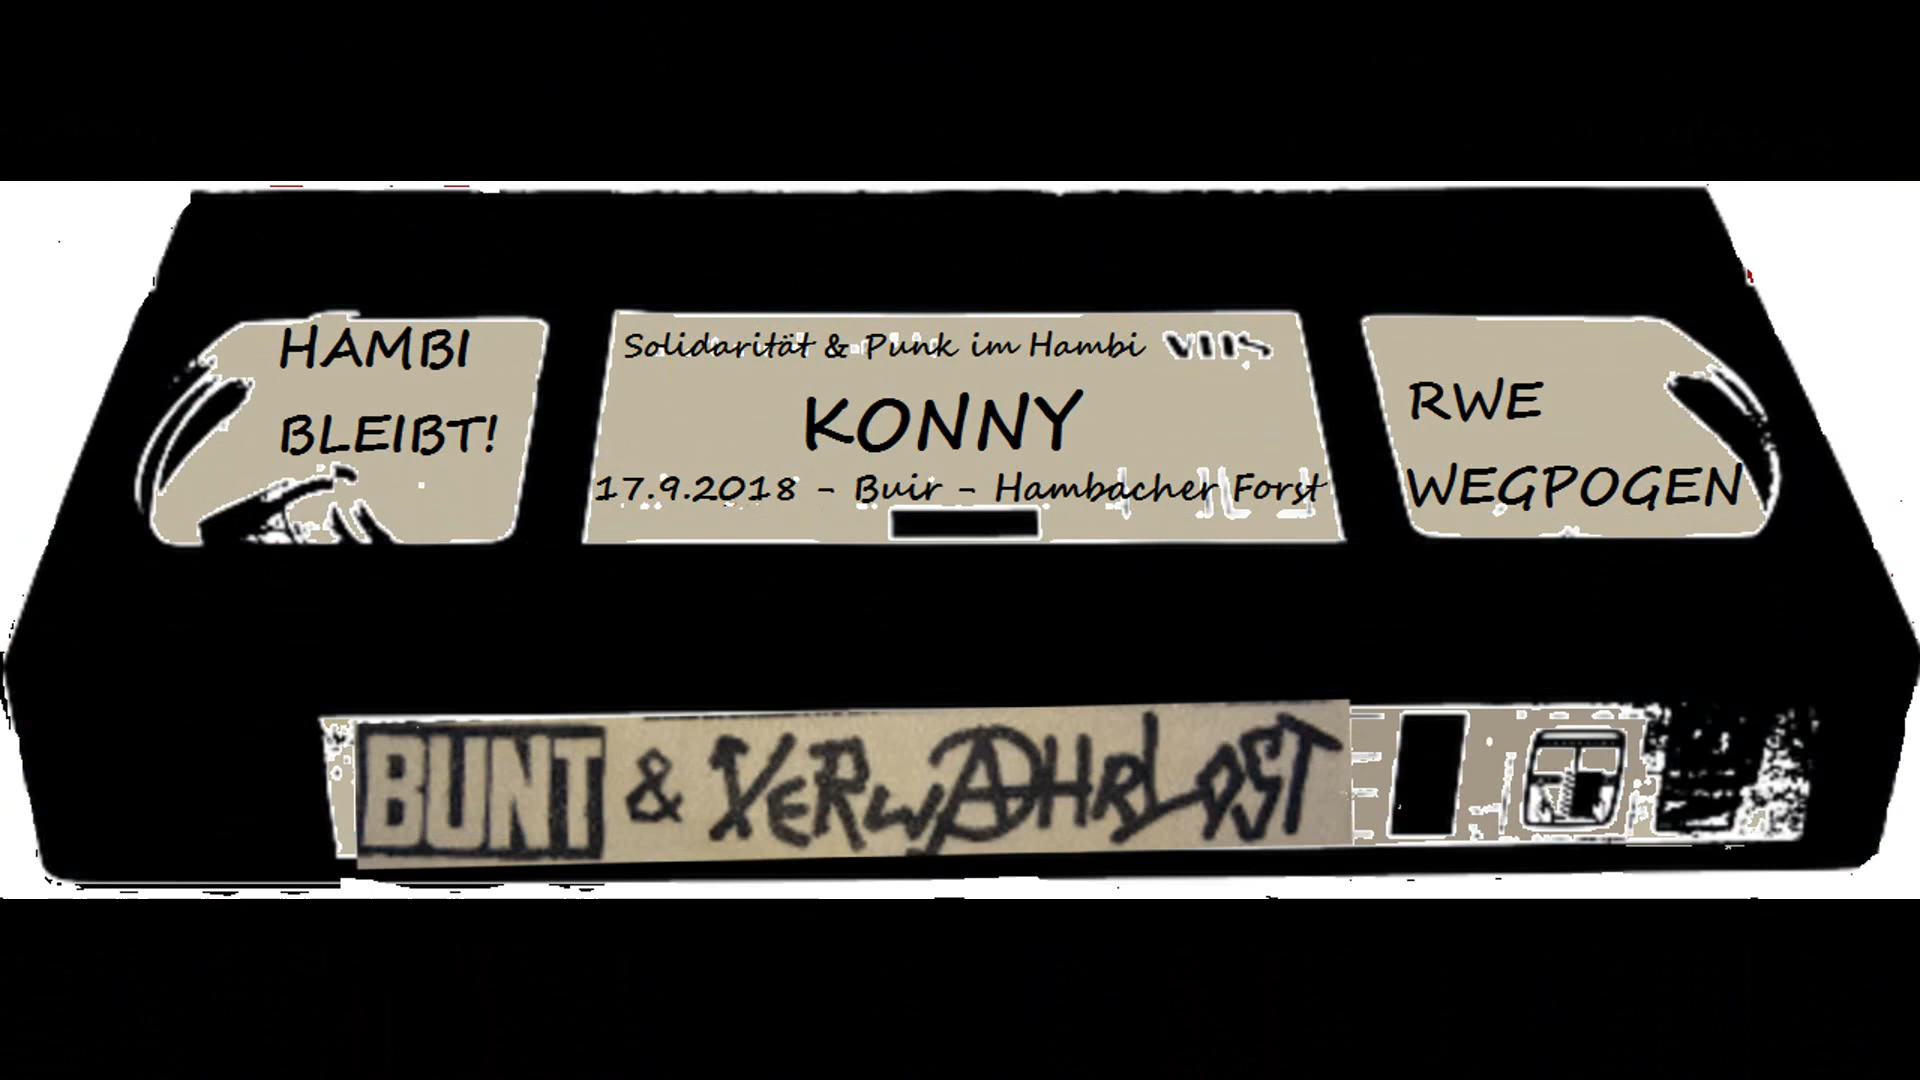 HAMBI
BLEIBT!
Solidarität & Punk im Hambi VHS
KONNY
17.9.2018 - Buir - Hambacher Forst
RWE
WEGPOGEN
BUNT & VERWAHRLOST